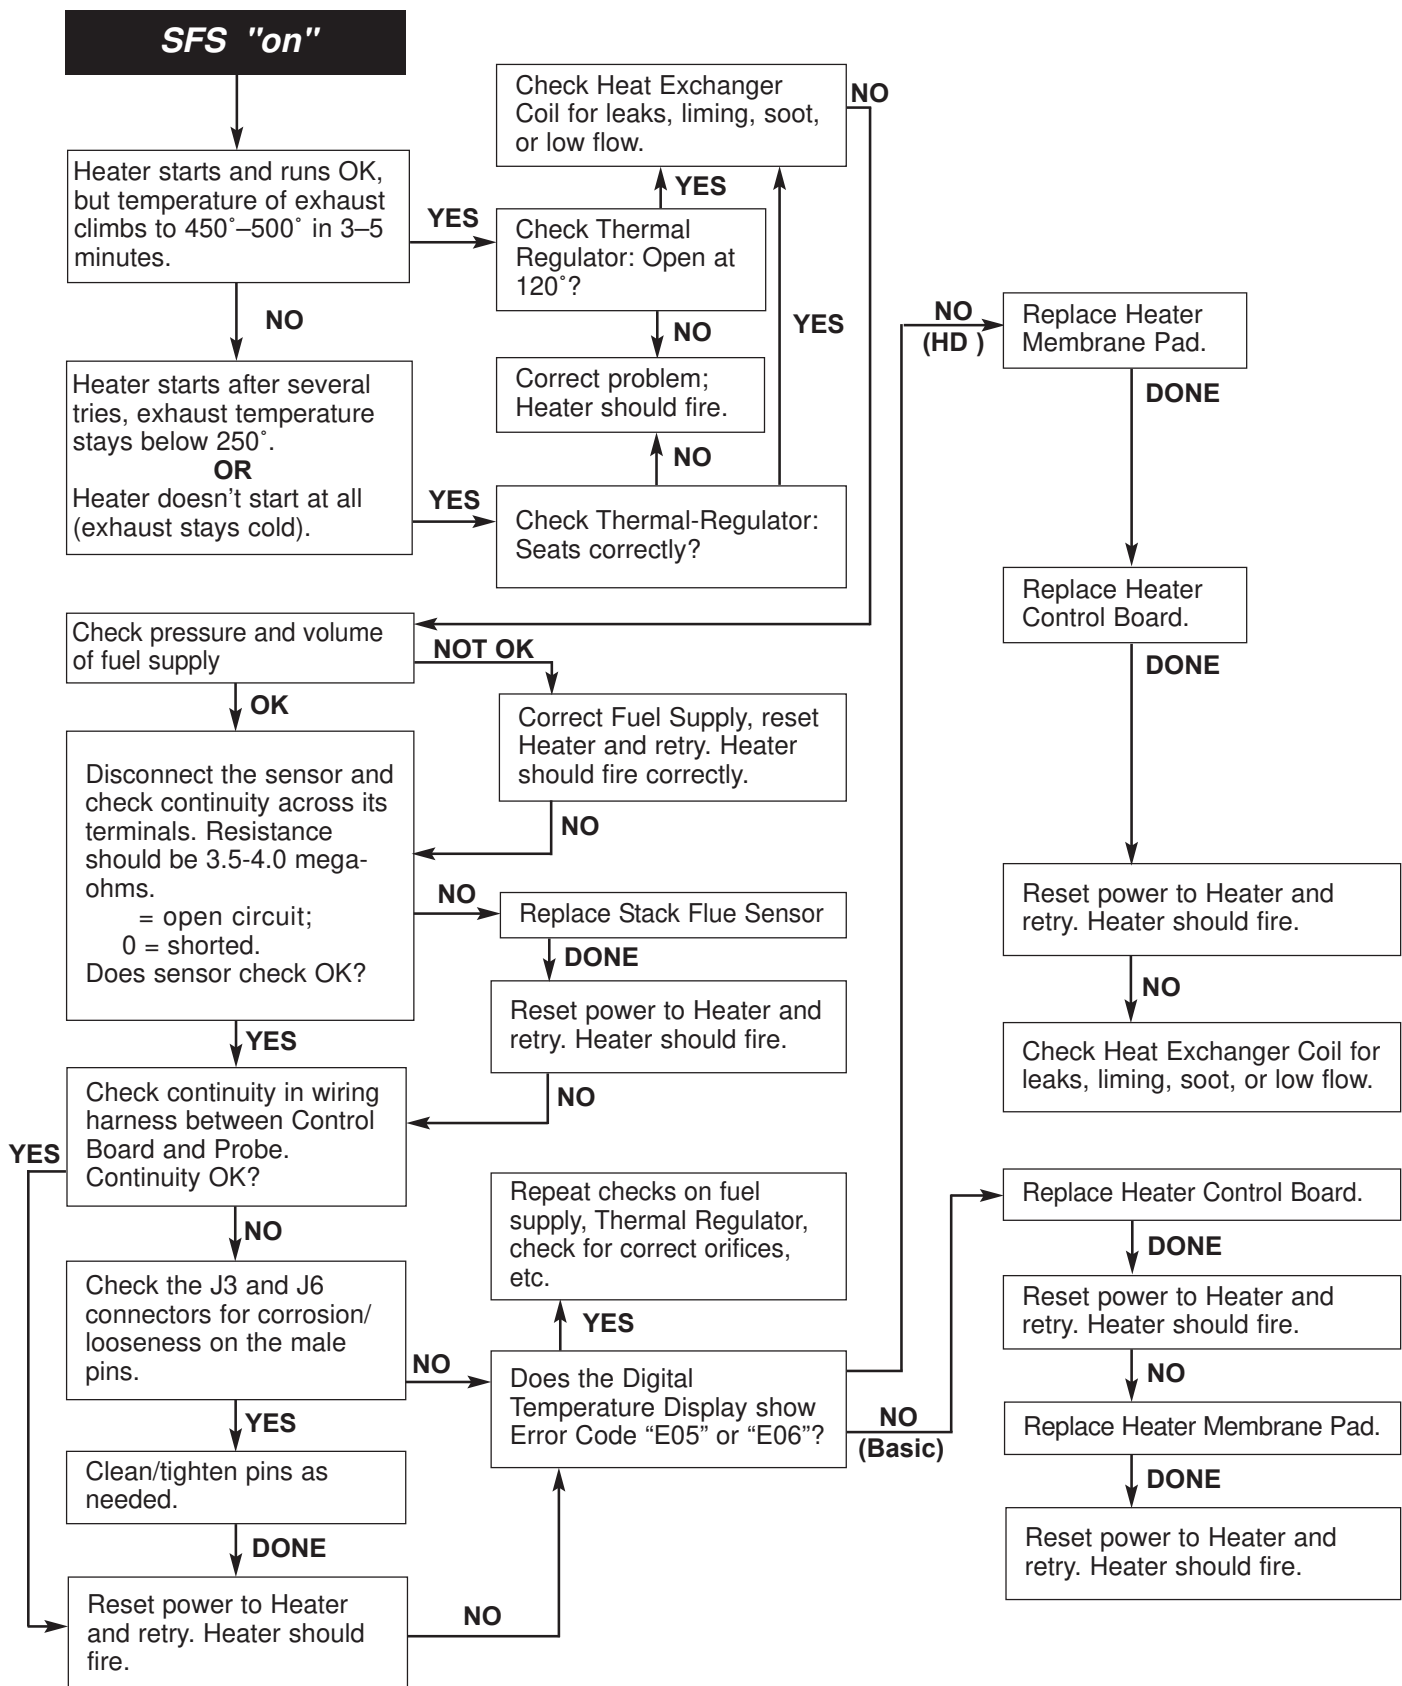 SFS "on"
Heater starts and runs OK,
but temperature of exhaust
climbs to 450˚–500˚ in 3–5
minutes.
YES
NO
Check Heat Exchanger
Coil for leaks, liming, soot,
or low flow.
NO
YES
Check Thermal
Regulator: Open at
120˚?
NO
YES
Correct problem;
Heater should fire.
NO
Heater starts after several
tries, exhaust temperature
stays below 250˚.
OR
Heater doesn't start at all
(exhaust stays cold).
YES
Check Thermal-Regulator:
Seats correctly?
Check pressure and volume
of fuel supply
NOT OK
OK
Correct Fuel Supply, reset
Heater and retry. Heater
should fire correctly.
NO
Disconnect the sensor and
check continuity across its
terminals. Resistance
should be 3.5-4.0 mega-
ohms.
= open circuit;
0 = shorted.
Does sensor check OK?
NO
Replace Stack Flue Sensor
DONE
Reset power to Heater and
retry. Heater should fire.
NO
YES
Check continuity in wiring
harness between Control
Board and Probe.
Continuity OK?
YES
NO
Check the J3 and J6
connectors for corrosion/
looseness on the male
pins.
NO
YES
Clean/tighten pins as
needed.
DONE
Reset power to Heater
and retry. Heater should
fire.
NO
Repeat checks on fuel
supply, Thermal Regulator,
check for correct orifices,
etc.
YES
Does the Digital
Temperature Display show
Error Code “E05” or “E06”?
NO
(HD )
Replace Heater
Membrane Pad.
DONE
Replace Heater
Control Board.
DONE
Reset power to Heater and
retry. Heater should fire.
NO
Check Heat Exchanger Coil for
leaks, liming, soot, or low flow.
NO
(Basic)
Replace Heater Control Board.
DONE
Reset power to Heater and
retry. Heater should fire.
NO
Replace Heater Membrane Pad.
DONE
Reset power to Heater and
retry. Heater should fire.